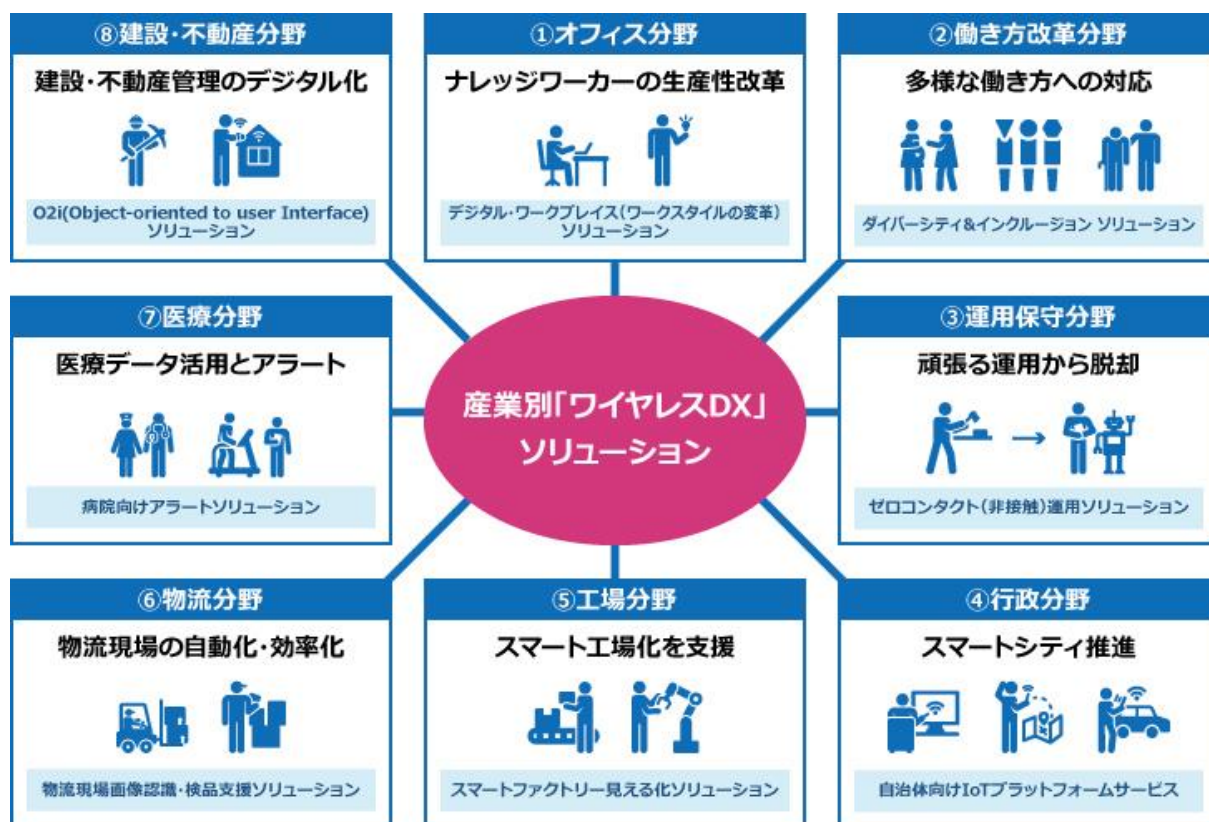 ⑧建設・不動産分野
建設・不動産管理のデジタル化
O2i(Object-oriented to user Interface)
ソリューション
①オフィス分野
ナレッジワーカーの生産性改革
デジタル・ワークプレイス(ワークスタイルの変革)
ソリューション
②働き方改革分野
多様な働き方への対応
ダイバーシティ&インクルージョン ソリューション
⑦医療分野
医療データ活用とアラート
病院向けアラートソリューション
産業別「ワイヤレスDX」
ソリューション
③運用保守分野
頑張る運用から脱却
ゼロコンタクト(非接触)運用ソリューション
⑥物流分野
物流現場の自動化・効率化
物流現場画像認識・検品支援ソリューション
⑤工場分野
スマート工場化を支援
スマートファクトリー見える化ソリューション
④行政分野
スマートシティ推進
自治体向けIoTプラットフォームサービス